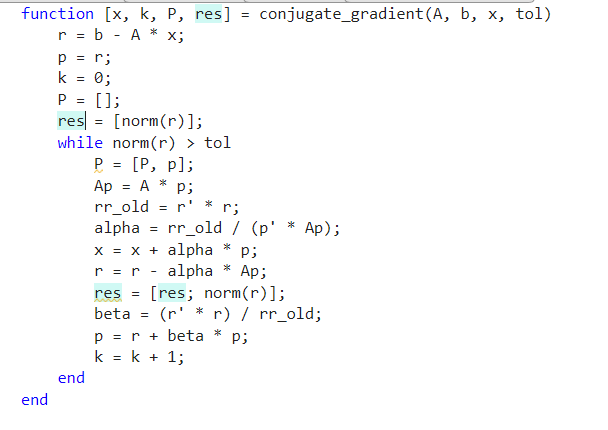 function [x, k, P, res] = conjugate_gradient(A, b, x, tol)
    r = b - A * x;
    p = r;
    k = 0;
    P = [];
    res = [norm(r)];
    while norm(r) > tol
        P = [P, p];
        Ap = A * p;
        rr_old = r' * r;
        alpha = rr_old / (p' * Ap);
        x = x + alpha * p;
        r = r - alpha * Ap;
        res = [res; norm(r)];
        beta = (r' * r) / rr_old;
        p = r + beta * p;
        k = k + 1;
    end
end